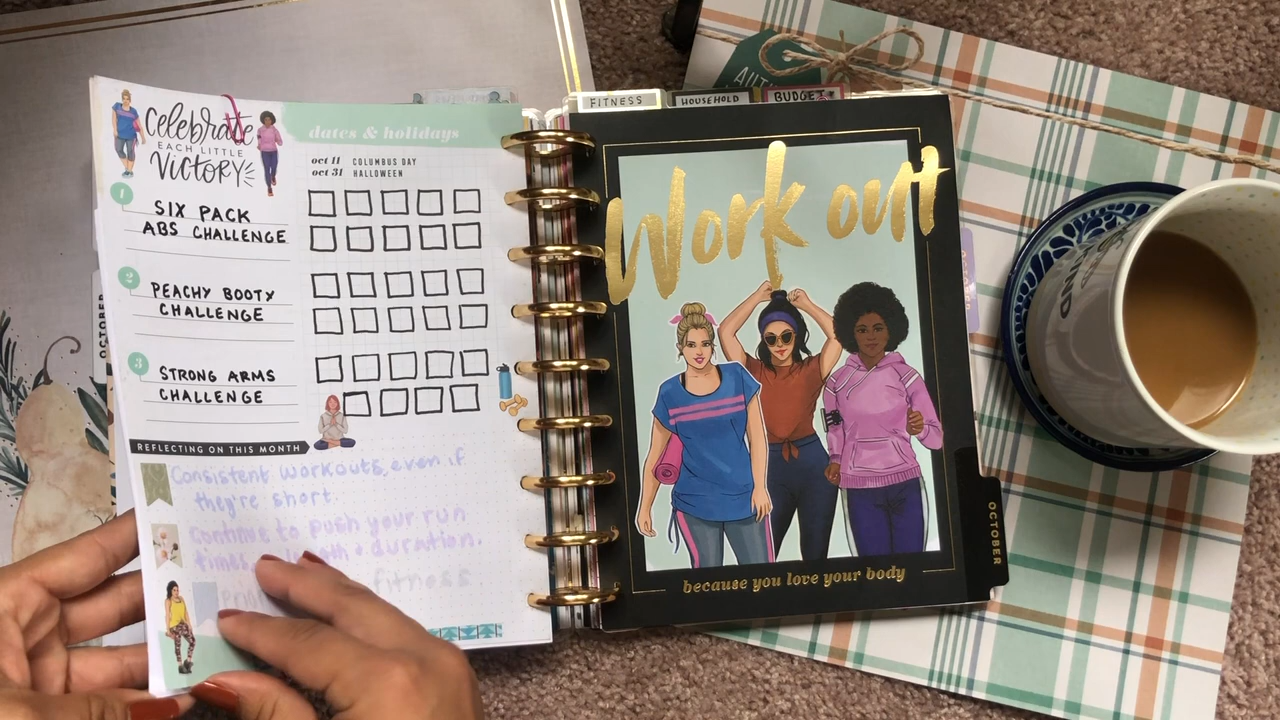 Celebrate
EACH LITTLE
VICTORY
dates & holidays
oct 11 COLUMBUS DAY
oct 31 HALLOWEEN
1
SIX PACK
ABS CHALLENGE
2
PEACHY BOOTY
CHALLENGE
3
STRONG ARMS
CHALLENGE
REFLECTING ON THIS MONTH
Consistent workouts, even if
they're short.
Continue to push your run
times, duration.
fitness
FITNESS
HOUSEHOLD
BUDGET
Work out
because you love your body
OCTOBER
OCTOBER